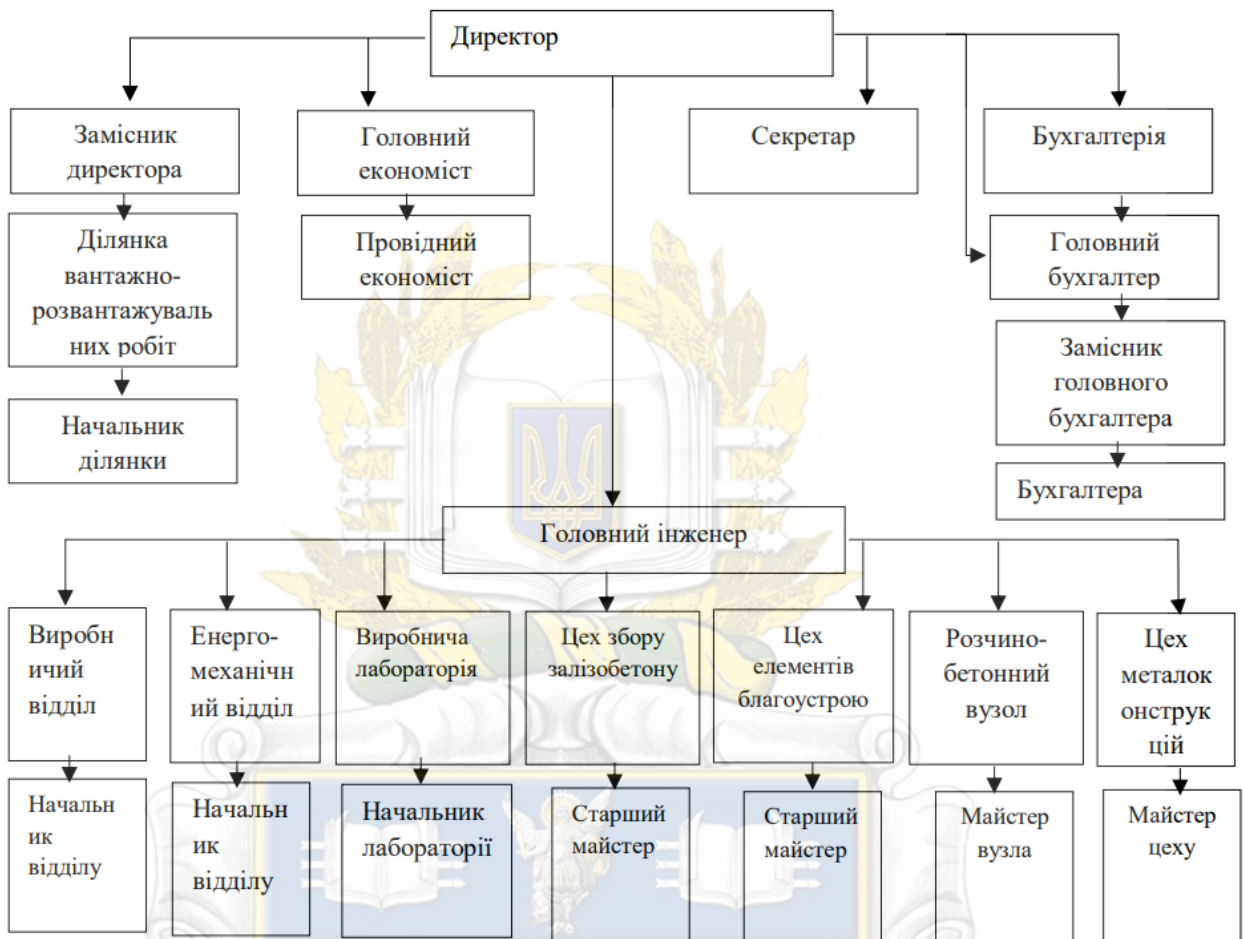 Директор
Замісник
директора
Головний
економіст
Секретар
Бухгалтерія
Ділянка
вантажно-
розвантажуваль
них робіт
Провідний
економіст
Головний
бухгалтер
Замісник
головного
бухгалтера
Начальник
ділянки
Бухгалтера
Головний інженер
Виробн
ичий
відділ
Енерго-
механічн
ий відділ
Виробнича
лабораторія
Цех збору
залізобетону
Цех
елементів
благоустрою
Розчино-
бетонний
вузол
Цех
металок
онструк
цій
Начальн
ик
відділу
Начальн
ик
відділу
Начальник
лабораторії
Старший
майстер
Старший
майстер
Майстер
вузла
Майстер
цеху